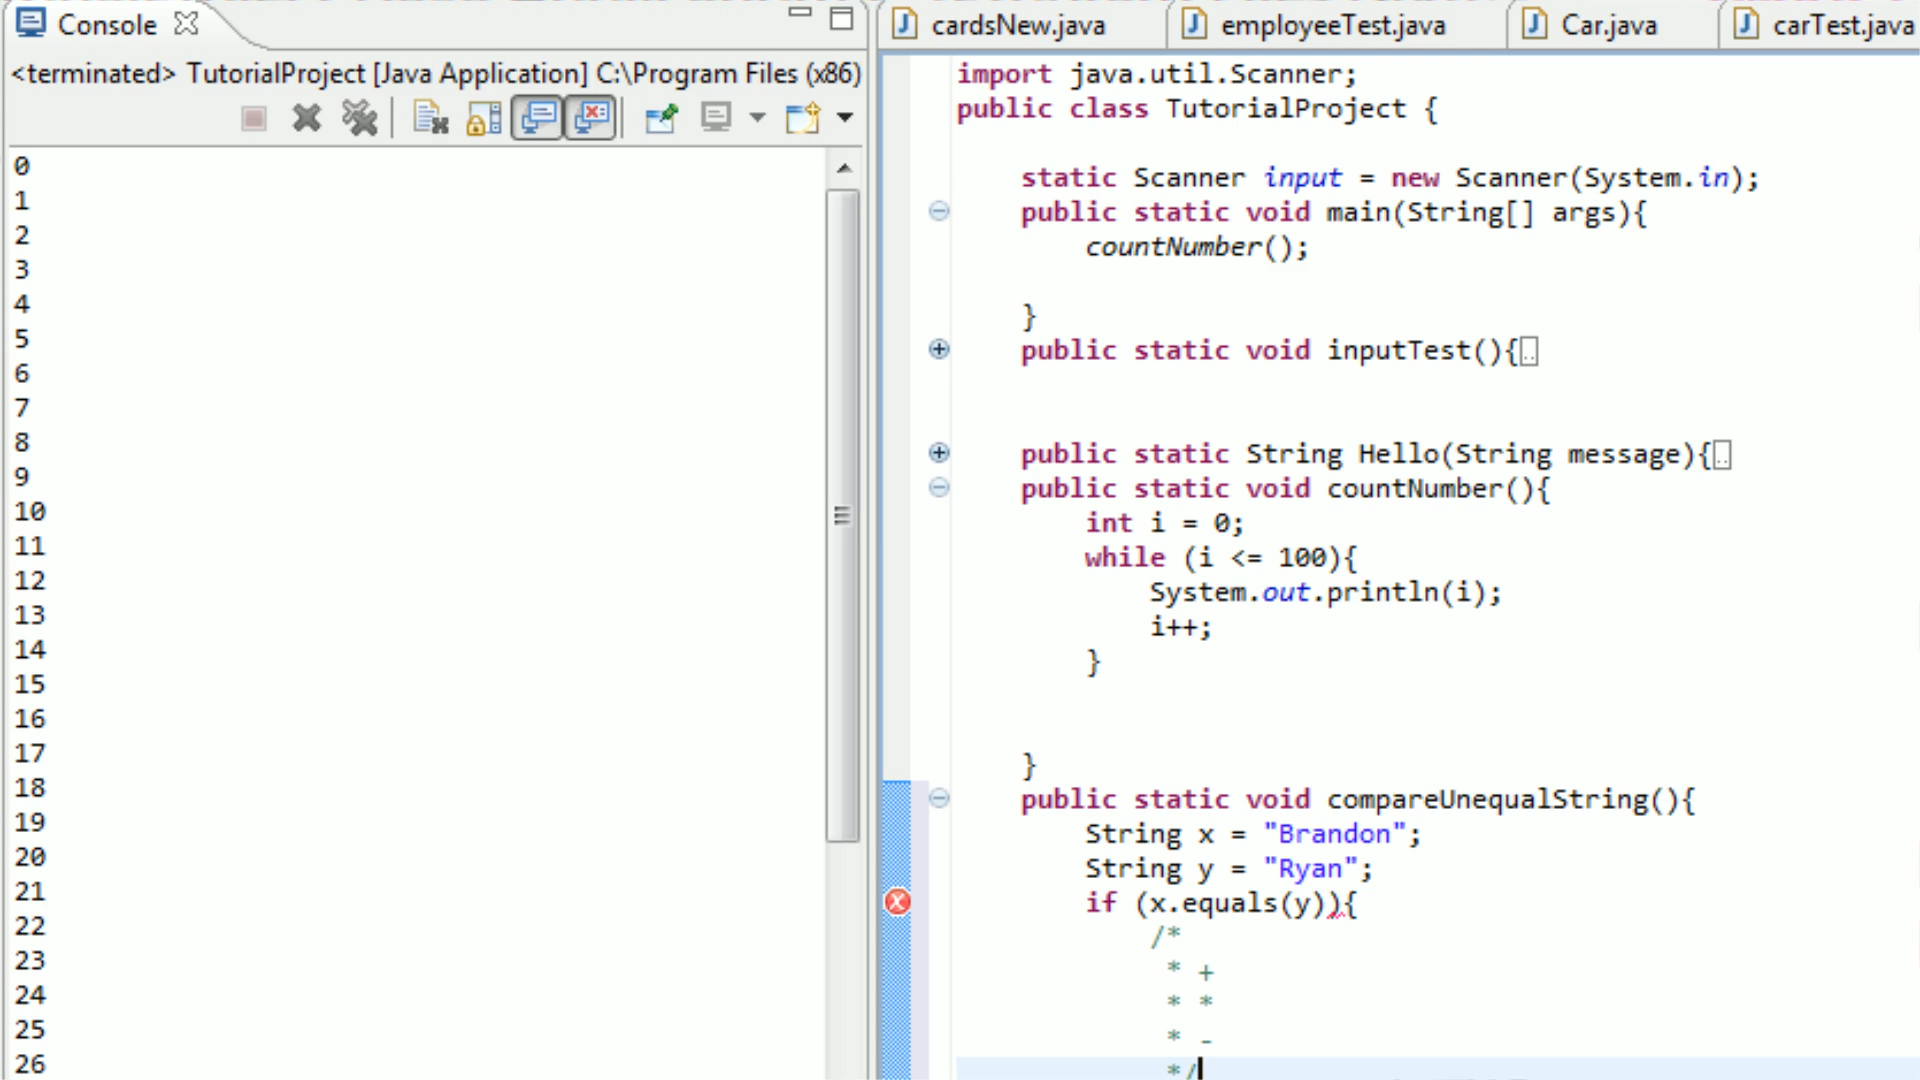 Console
<terminated> TutorialProject [Java Application] C:\Program Files (x86)
0
1
2
3
4
5
6
7
8
9
10
11
12
13
14
15
16
17
18
19
20
21
22
23
24
25
26
cardsNew.java employeeTest.java Car.java carTest.java
import java.util.Scanner;
public class TutorialProject {
static Scanner input = new Scanner(System.in);
public static void main(String[] args){
countNumber();
}
public static void inputTest(){..
public static String Hello(String message){..
public static void countNumber(){
int i = 0;
while (i <= 100){
System.out.println(i);
i++;
}
}
public static void compareUnequalString(){
String x = "Brandon";
String y = "Ryan";
if (x.equals(y)){
/*
* +
* *
* -
*/